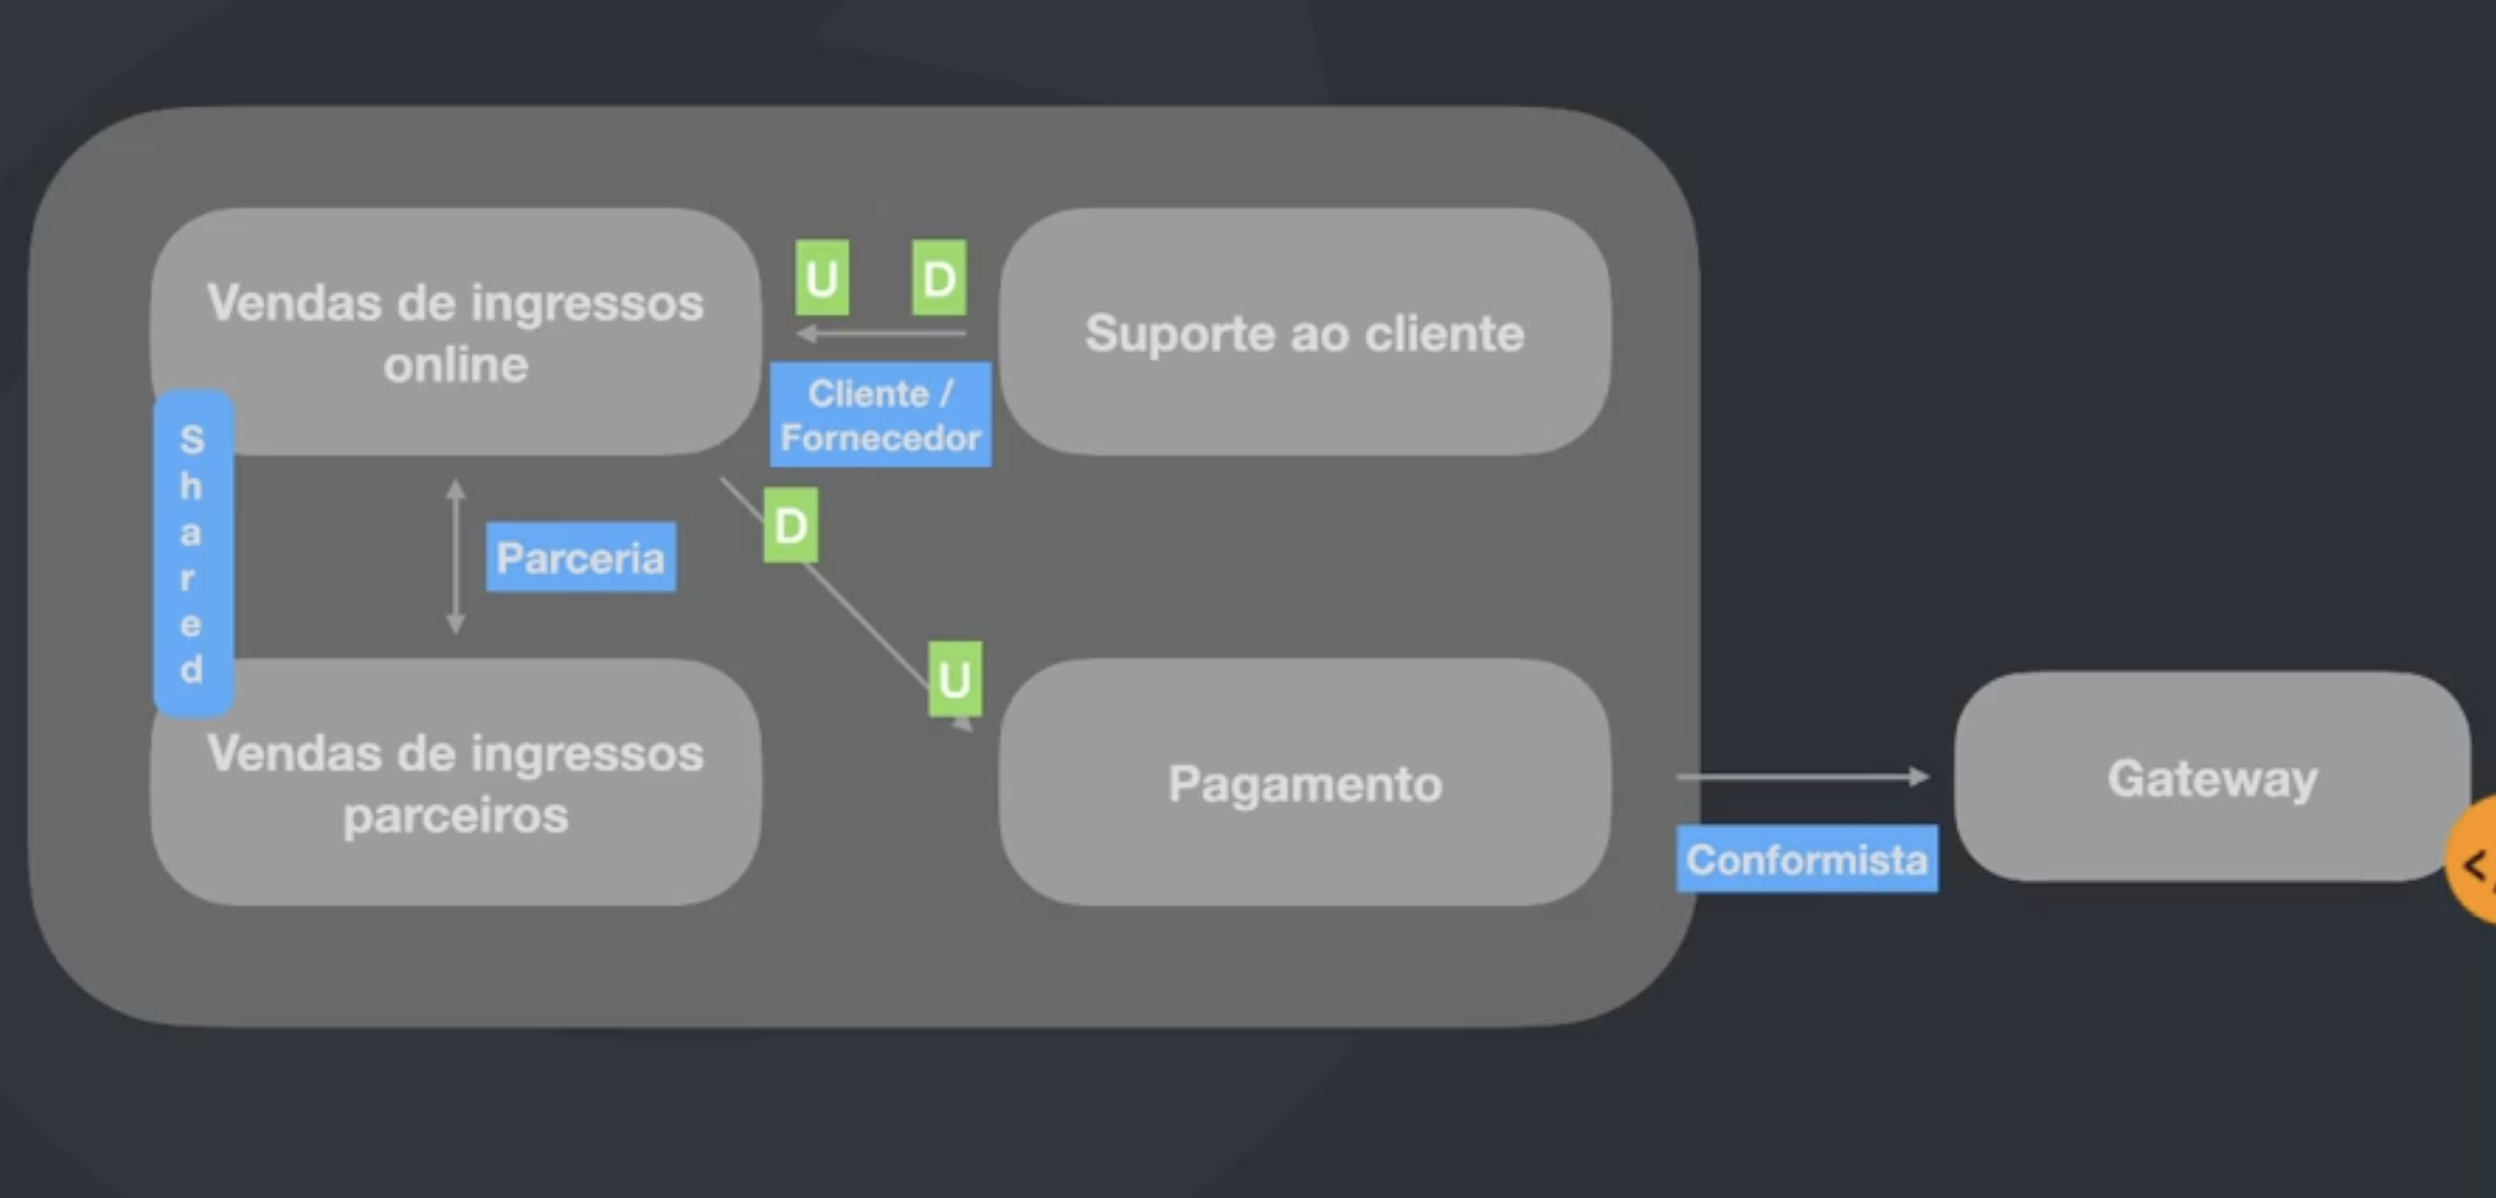 Vendas de ingressos
online
U
D
Cliente /
Fornecedor
Suporte ao cliente
Shared
Parceria
D
U
Vendas de ingressos
parceiros
Pagamento
Conformista
Gateway
<